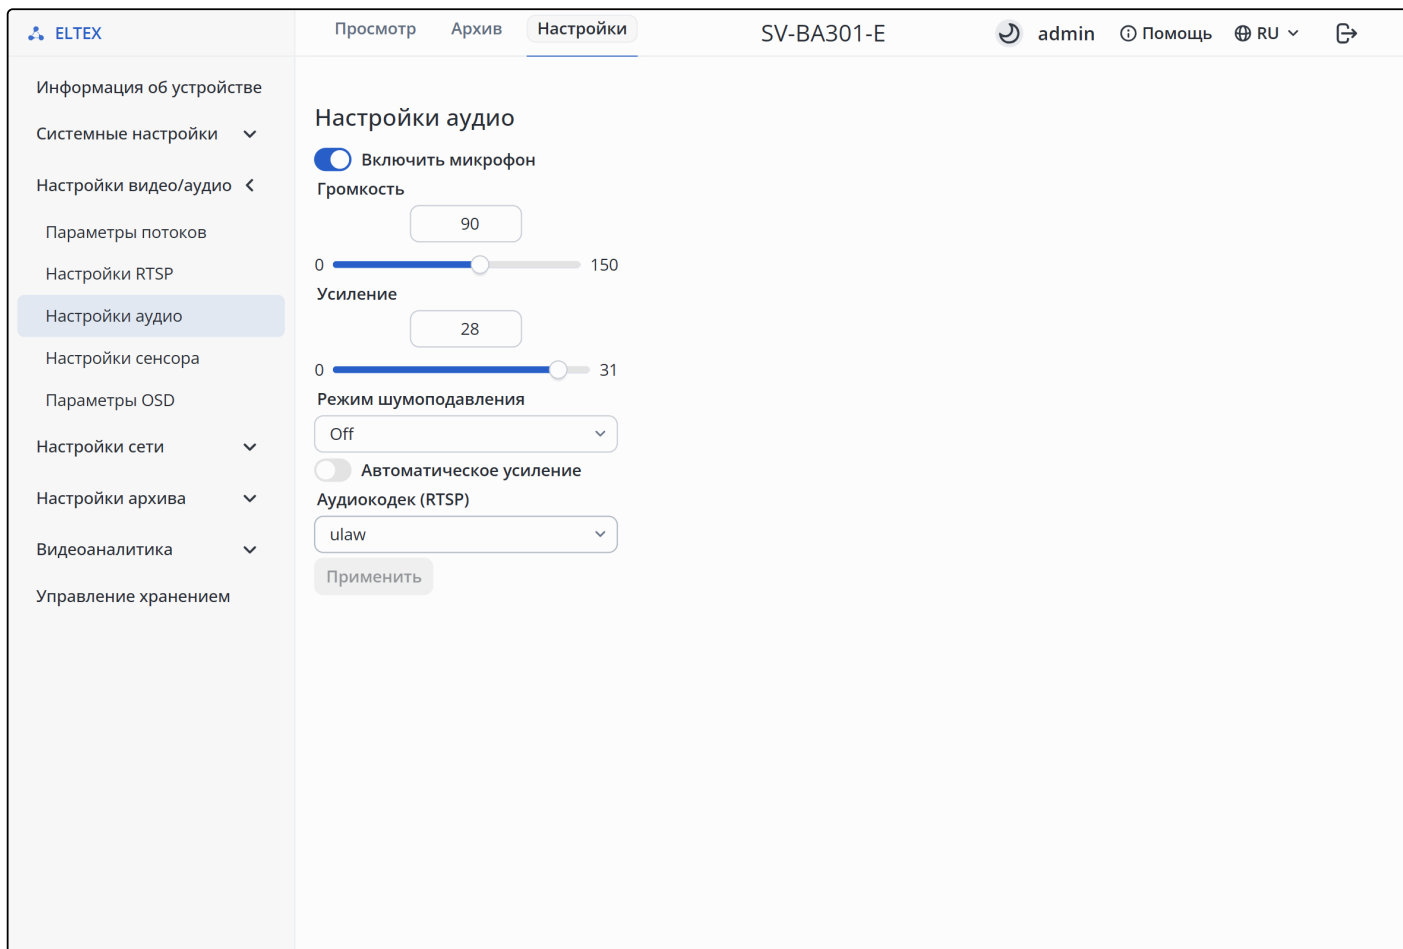 ELTEX
Просмотр
Архив
Настройки
SV-BA301-E
admin
Помощь
RU
Информация об устройстве
Системные настройки
Настройки видео/аудио
Параметры потоков
Настройки RTSP
Настройки аудио
Настройки сенсора
Параметры OSD
Настройки сети
Настройки архива
Видеоаналитика
Управление хранением
Настройки аудио
Включить микрофон
Громкость
90
0
150
Усиление
28
0
31
Режим шумоподавления
Off
Автоматическое усиление
Аудиокодек (RTSP)
ulaw
Применить